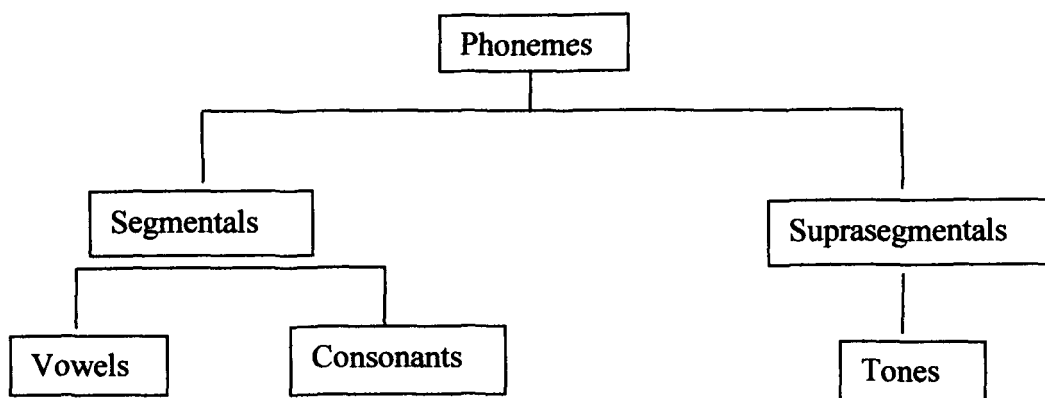 Phonemes
Segmentals
Suprasegmentals
Vowels
Consonants
Tones